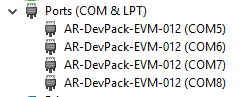 Ports (COM & LPT)
AR-DevPack-EVM-012 (COM5)
AR-DevPack-EVM-012 (COM6)
AR-DevPack-EVM-012 (COM7)
AR-DevPack-EVM-012 (COM8)